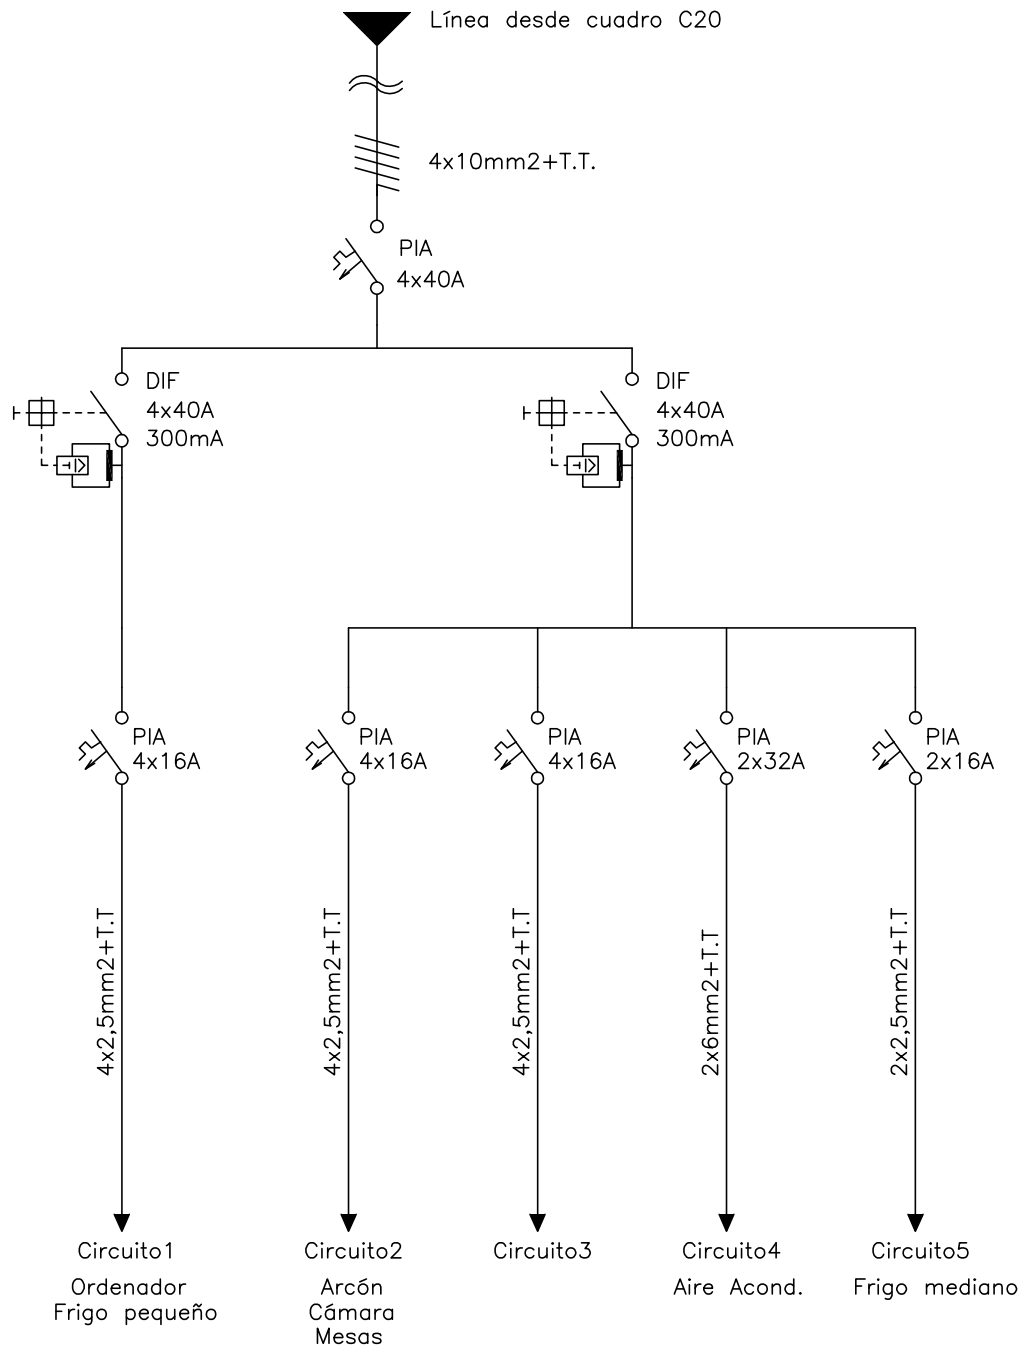 Línea desde cuadro C20
4x10mm2+T.T.
PIA
4x40A
DIF
4x40A
300mA
DIF
4x40A
300mA
PIA
4x16A
PIA
4x16A
PIA
4x16A
PIA
2x32A
PIA
2x16A
4x2,5mm2+T.T
4x2,5mm2+T.T
4x2,5mm2+T.T
2x6mm2+T.T
2x2,5mm2+T.T
Circuito1
Ordenador
Frigo pequeño
Circuito2
Arcón
Cámara
Mesas
Circuito3
Circuito4
Aire Acond.
Circuito5
Frigo mediano